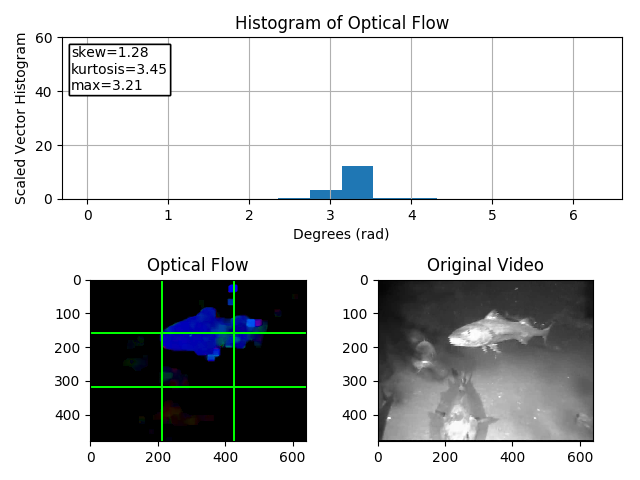 Histogram of Optical Flow
Scaled Vector Histogram
60
40
20
0
skew=1.28
kurtosis=3.45
max=3.21
0 1 2 3 4 5 6
Degrees (rad)
Optical Flow
0
100
200
300
400
0 200 400 600
Original Video
0
100
200
300
400
0 200 400 600